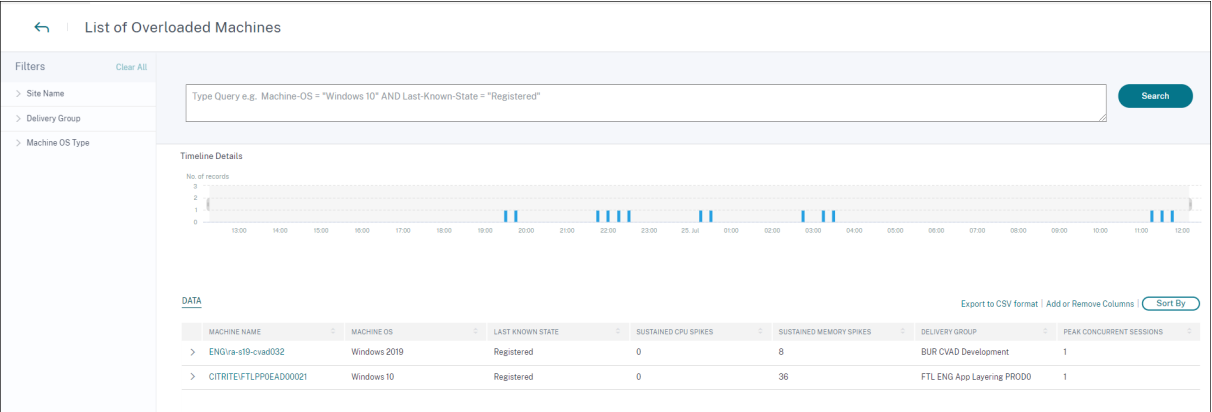 List of Overloaded Machines
Filters Clear All
Site Name
Delivery Group
Machine OS Type
Type Query e.g. Machine-OS = "Windows 10" AND Last-Known-State = "Registered"
Search
Timeline Details
No. of records
3
2
1
0
13:00 14:00 15:00 16:00 17:00 18:00 19:00 20:00 21:00 22:00 23:00 25. Jul 01:00 02:00 03:00 04:00 05:00 06:00 07:00 08:00 09:00 10:00 11:00 12:00
DATA
Export to CSV format | Add or Remove Columns | Sort By
MACHINE NAME MACHINE OS LAST KNOWN STATE SUSTAINED CPU SPIKES SUSTAINED MEMORY SPIKES DELIVERY GROUP PEAK CONCURRENT SESSIONS
ENG\ra-s19-cvad032 Windows 2019 Registered 0 8 BUR CVAD Development 1
CITRITE\FTLPP0EAD00021 Windows 10 Registered 0 36 FTL ENG App Layering PROD0 1